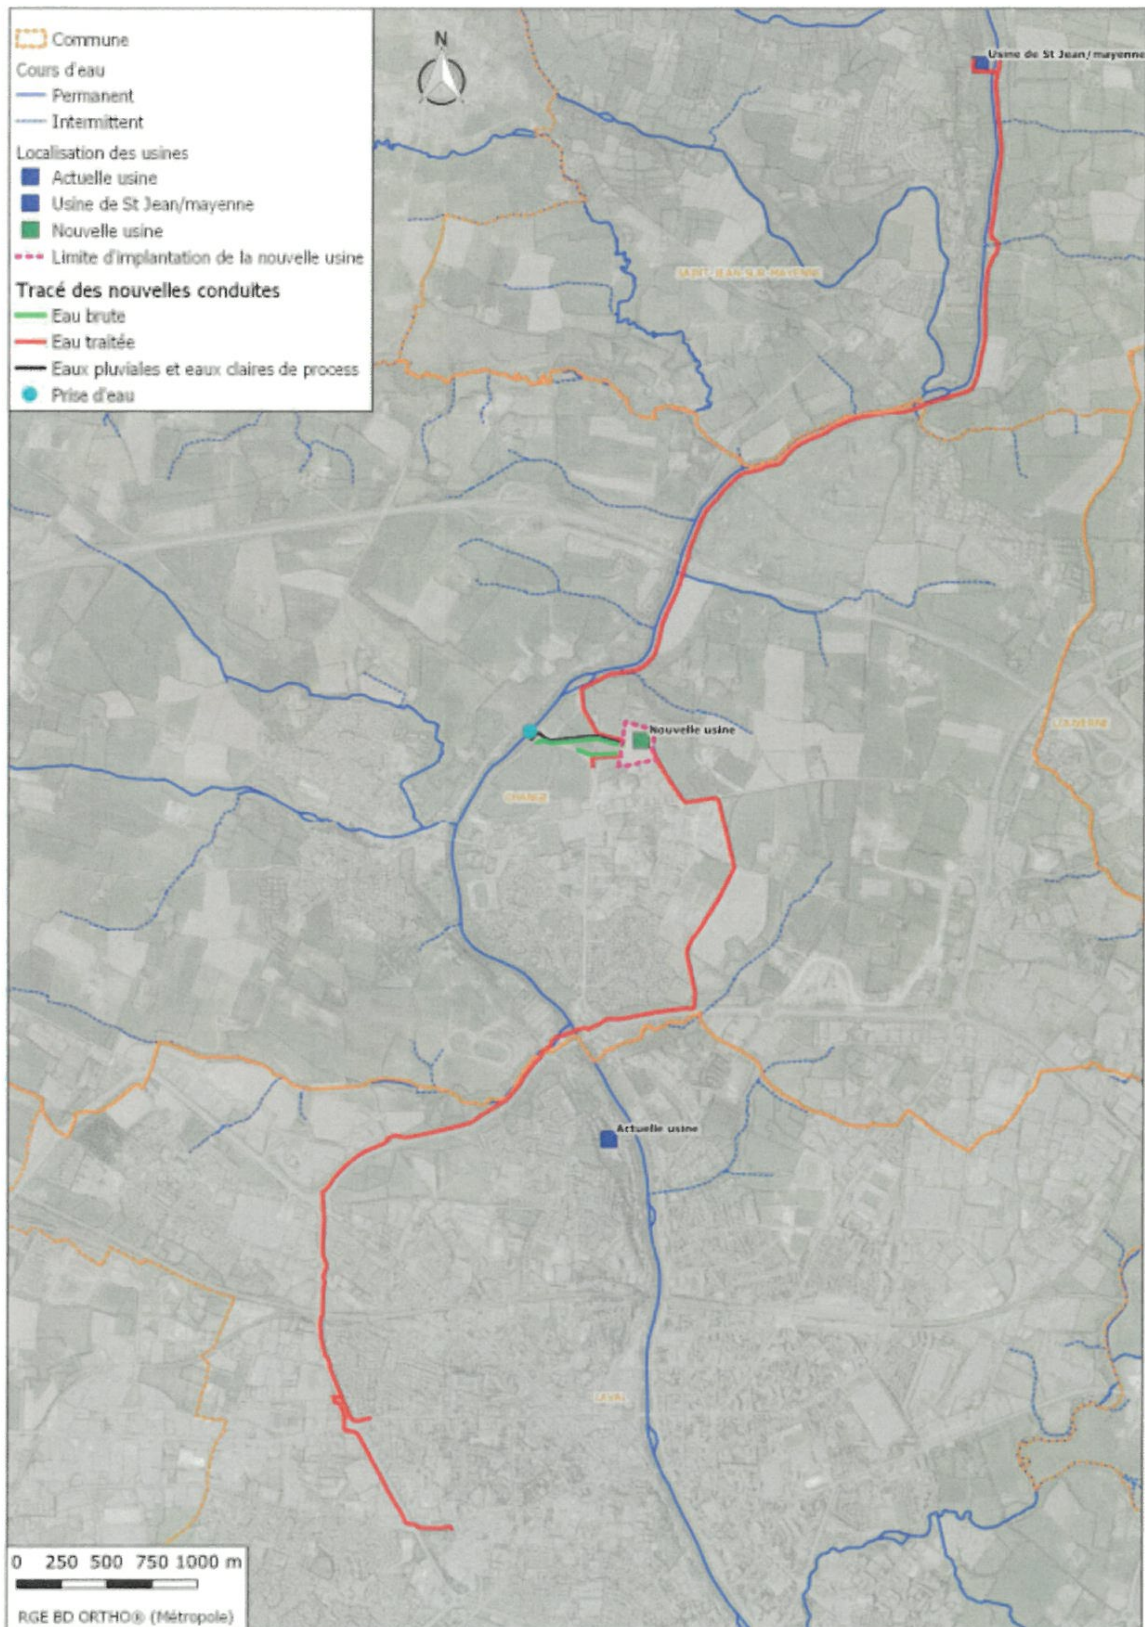 Commune
Cours d'eau
Permanent
Intermittent
Localisation des usines
Actuelle usine
Usine de St Jean/mayenne
Nouvelle usine
Limite d'implantation de la nouvelle usine
Tracé des nouvelles conduites
Eau brute
Eau traitée
Eaux pluviales et eaux claires de process
Prise d'eau
N
Usine de St Jean/mayenne
SAINT-JEAN-SUR-MAYENNE
Nouvelle usine
LOUVERNE
CHANGE
Actuelle usine
LAVAL
0 250 500 750 1000 m
RGE BD ORTHO® (Métropole)